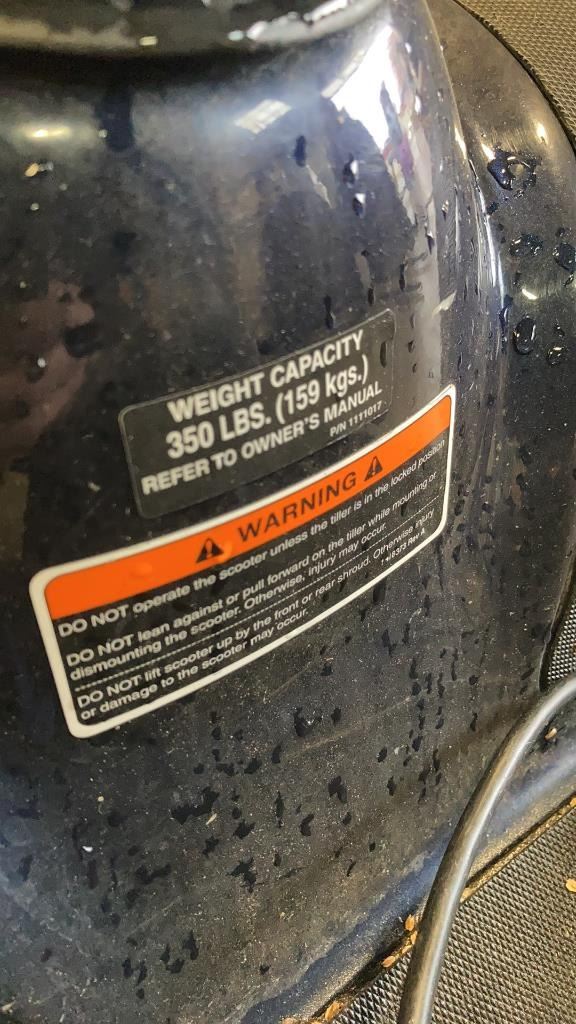 WEIGHT CAPACITY
350 LBS. (159 kgs.)
REFER TO OWNER'S MANUAL
P/N 1111017
WARNING
DO NOT operate the scooter unless the tiller is in the locked position
DO NOT lean against or pull forward on the tiller while mounting or
dismounting the scooter. Otherwise, injury may occur.
DO NOT lift scooter up by the front or rear shroud. Otherwise injury
or damage to the scooter may occur.
Rev A